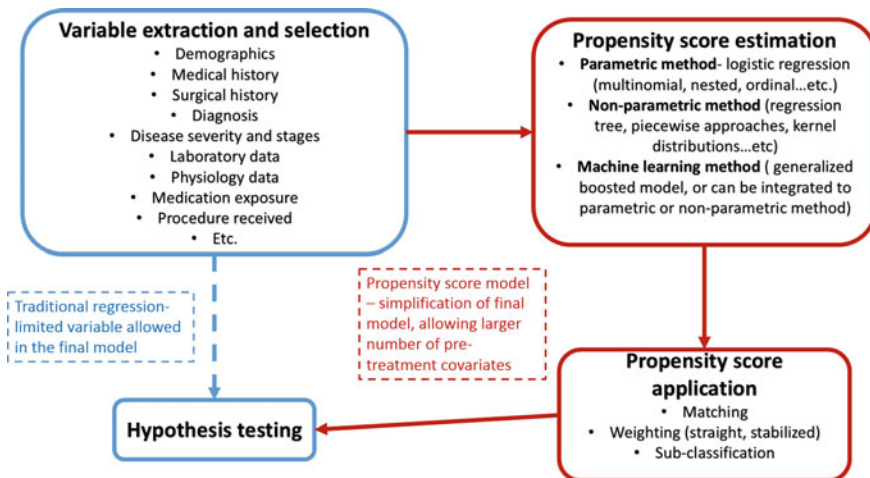 Variable extraction and selection
• Demographics
• Medical history
• Surgical history
• Diagnosis
• Disease severity and stages
• Laboratory data
• Physiology data
• Medication exposure
• Procedure received
• Etc.
Propensity score estimation
• Parametric method- logistic regression
(multinomial, nested, ordinal...etc.)
• Non-parametric method (regression
tree, piecewise approaches, kernel
distributions...etc)
• Machine learning method ( generalized
boosted model, or can be integrated to
parametric or non-parametric method)
Traditional regression-
limited variable allowed
in the final model
Propensity score model
– simplification of final
model, allowing larger
number of pre-
treatment covariates
Propensity score
application
• Matching
• Weighting (straight, stabilized)
• Sub-classification
Hypothesis testing